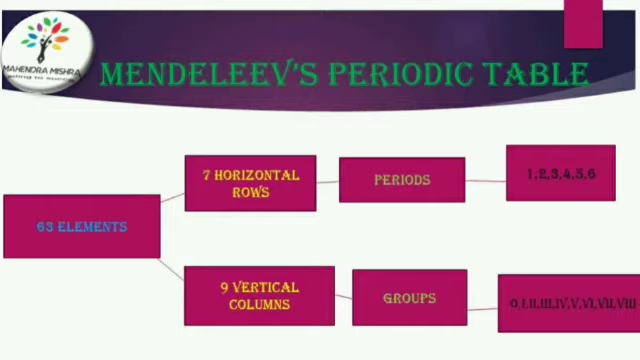 MAHENDRA MISHRA
MENDELEEV'S PERIODIC TABLE
7 HORIZONTAL
ROWS
PERIODS
1,2,3,4,5,6
63 ELEMENTS
9 VERTICAL
COLUMNS
GROUPS
0,I,II,III,IV,V,VI,VII,VIII